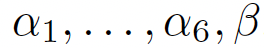 α₁, . . . , α₆, β